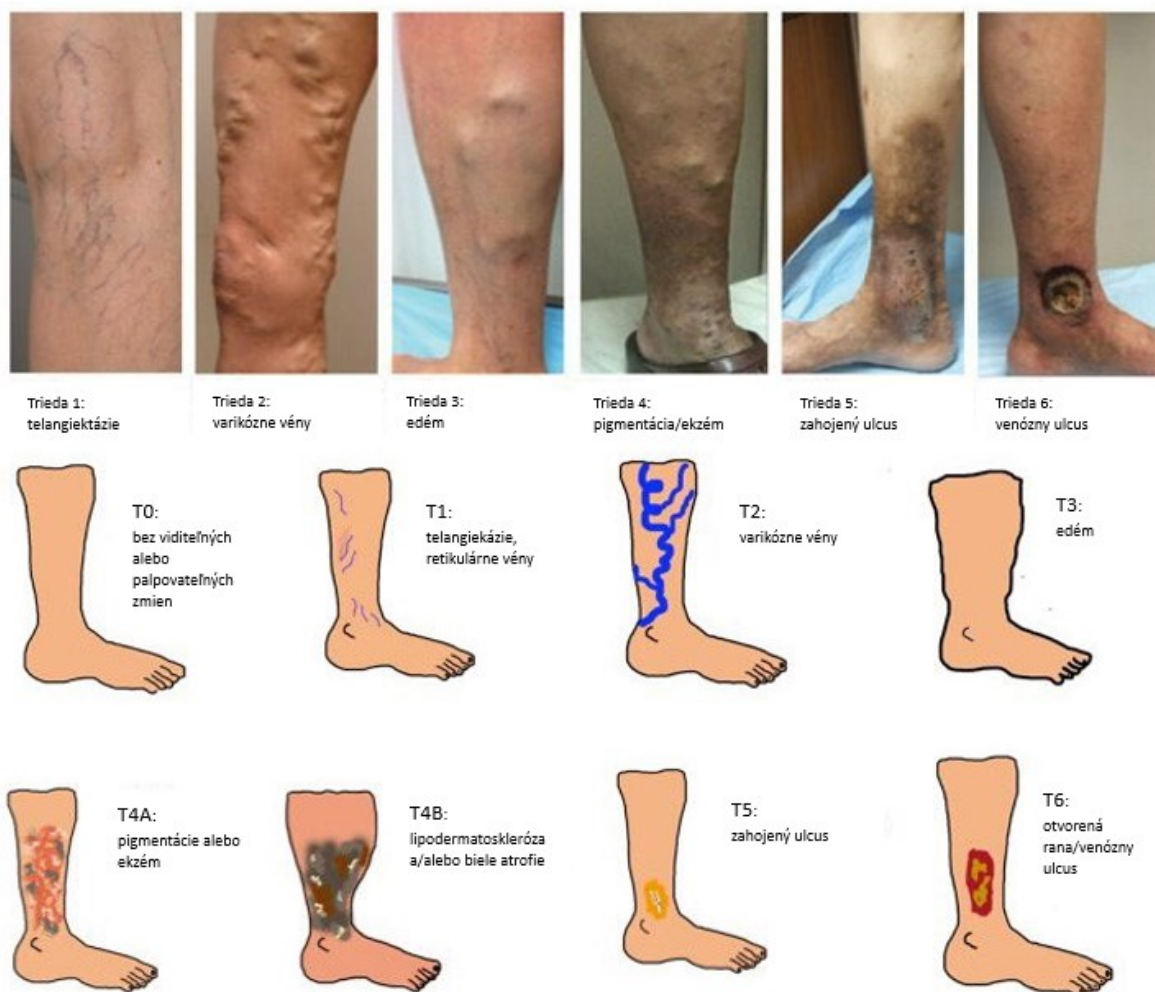 Trieda 1:
telangiektázie
Trieda 2:
varikózne vény
Trieda 3:
edém
Trieda 4:
pigmentácia/ekzém
Trieda 5:
zahojený ulcus
Trieda 6:
venózny ulcus
T0:
bez viditeľných
alebo
palpovateľných
zmien
T1:
telangiekázie,
retikulárne vény
T2:
varikózne vény
T3:
edém
T4A:
pigmentácie alebo
ekzém
T4B:
lipodermatoskleróza
a/alebo biele atrofie
T5:
zahojený ulcus
T6:
otvorená
rana/venózny
ulcus